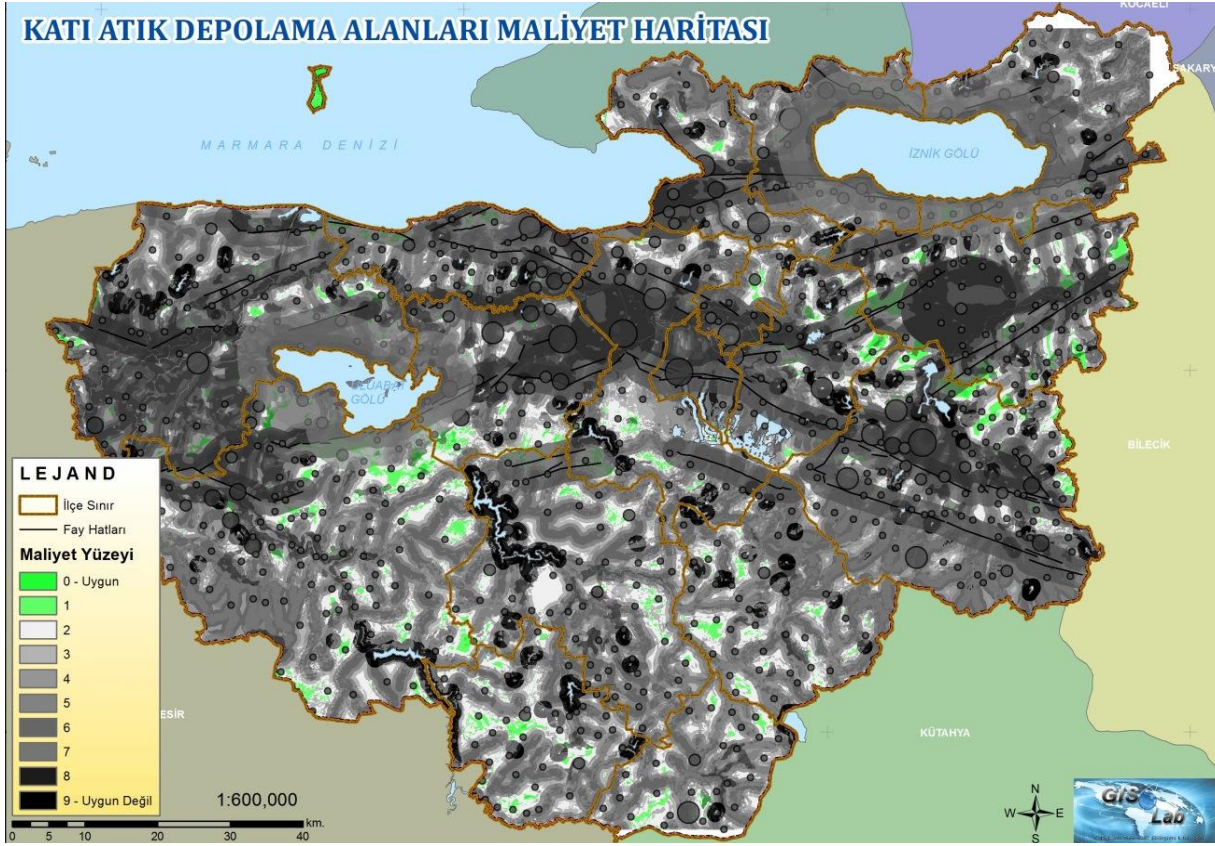 KATI ATIK DEPOLAMA ALANLARI MALİYET HARİTASI
KOCAELİ
SAKARY
MARMARA DENİZİ
İZNİK GÖLÜ
GÖLÜ
BİLECİK
ESİR
KÜTAHYA
LEJAND
İlçe Sınır
Fay Hatları
Maliyet Yüzeyi
0 - Uygun
1
2
3
4
5
6
7
8
9 - Uygun Değil
1:600,000
km.
0 5 10 20 30 40
N
W E
S
GIS
Lab